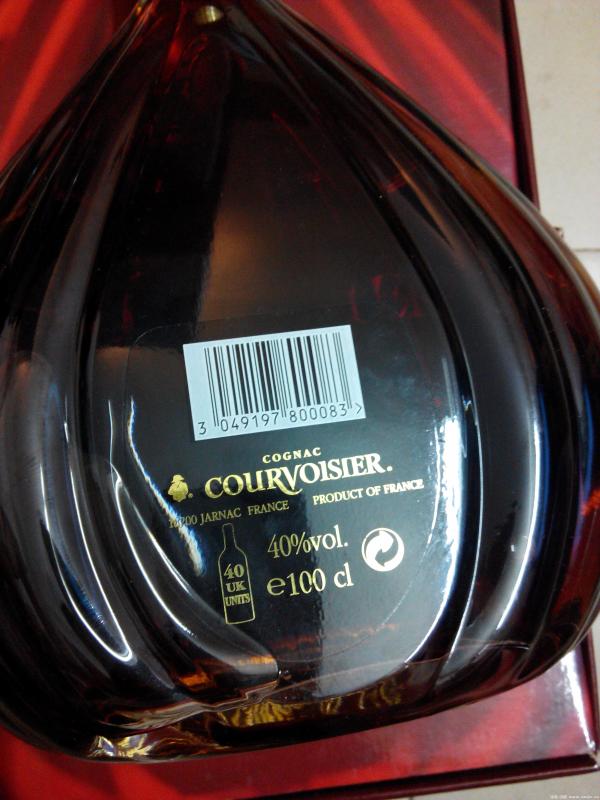 3 049197 800083 >
COGNAC
COURVOISIER.
JARNAC FRANCE PRODUCT OF FRANCE
40 UK UNITS
40%vol.
e100 cl